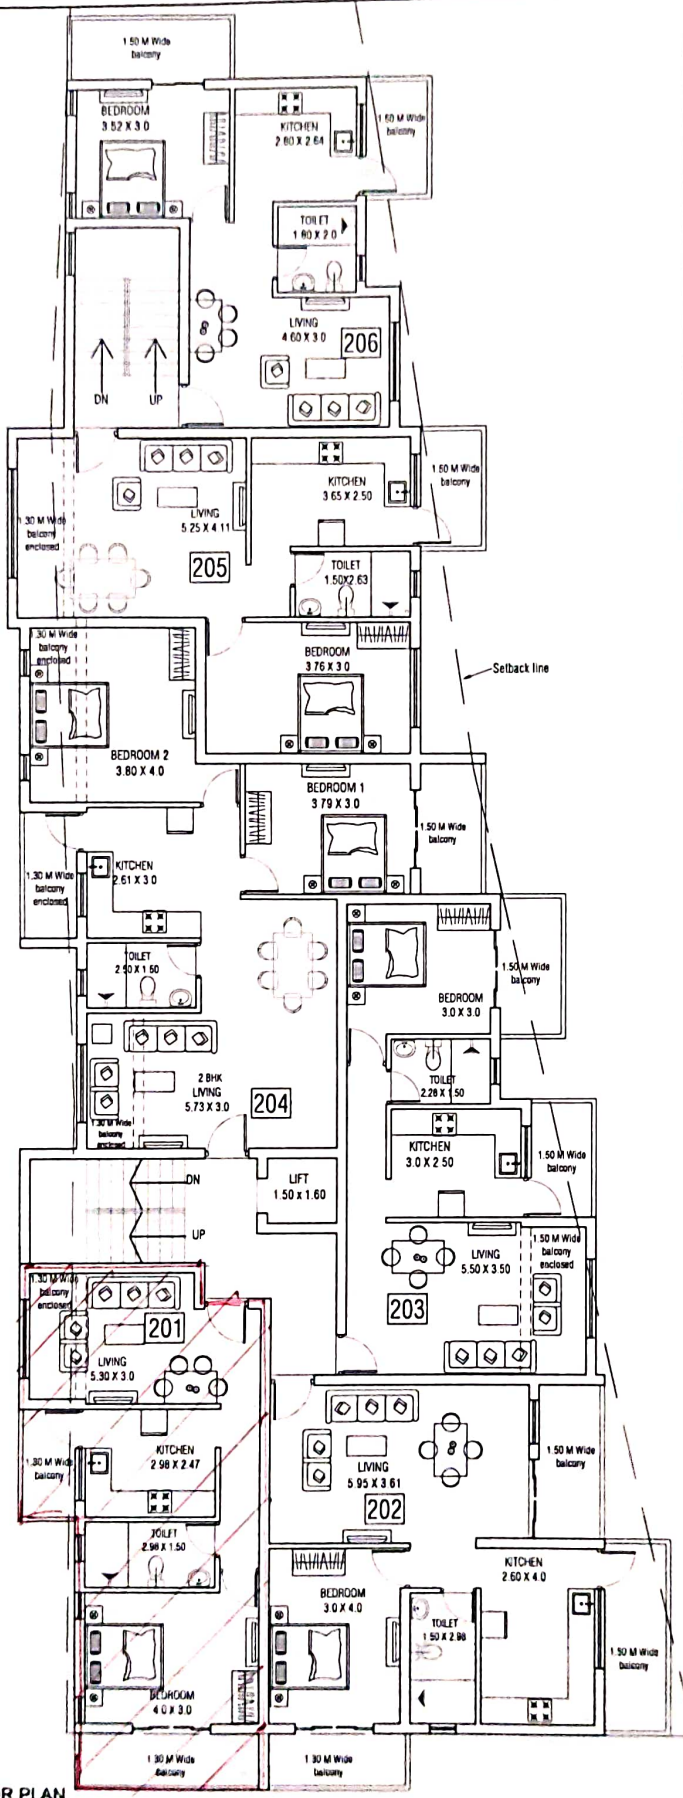 1.50 M Wide
balcony
BEDROOM
3.52 X 3.0
KITCHEN
2.80 X 2.64
1.50 M Wide
balcony
TOILET
1.80 X 2.0
LIVING
4.60 X 3.0
206
DN
UP
1.50 M Wide
balcony
KITCHEN
3.65 X 2.50
LIVING
5.25 X 4.11
1.30 M Wide
balcony
enclosed
205
TOILET
1.50X2.63
1.30 M Wide
balcony
enclosed
BEDROOM
3.76 X 3.0
Setback line
BEDROOM 2
3.80 X 4.0
BEDROOM 1
3.79 X 3.0
1.50 M Wide
balcony
KITCHEN
2.61 X 3.0
1.30 M Wide
balcony
enclosed
TOILET
2.50 X 1.50
1.50 M Wide
balcony
BEDROOM
3.0 X 3.0
2 BHK
LIVING
5.73 X 3.0
204
TOILET
2.28 X 1.50
1.30 M Wide
balcony
enclosed
KITCHEN
3.0 X 2.50
1.50 M Wide
balcony
DN
LIFT
1.50 x 1.60
UP
LIVING
5.50 X 3.50
1.50 M Wide
balcony
enclosed
203
1.30 M Wide
balcony
enclosed
201
LIVING
5.30 X 3.0
KITCHEN
2.98 X 2.47
1.30 M Wide
balcony
LIVING
5.95 X 3.61
1.50 M Wide
balcony
202
TOILET
2.98 X 1.50
KITCHEN
2.60 X 4.0
BEDROOM
3.0 X 4.0
TOILET
1.50 X 2.98
1.50 M Wide
balcony
BEDROOM
4.0 X 3.0
1.30 M Wide
balcony
1.30 M Wide
balcony
R PLAN